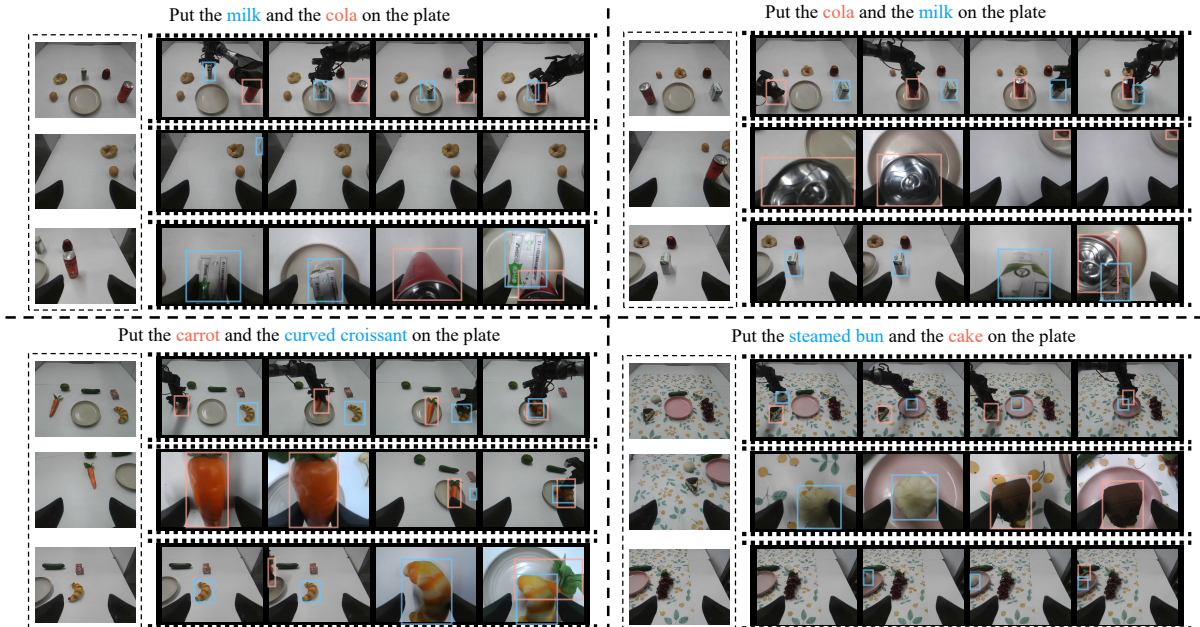 Put the milk and the cola on the plate
Put the cola and the milk on the plate
Put the carrot and the curved croissant on the plate
Put the steamed bun and the cake on the plate